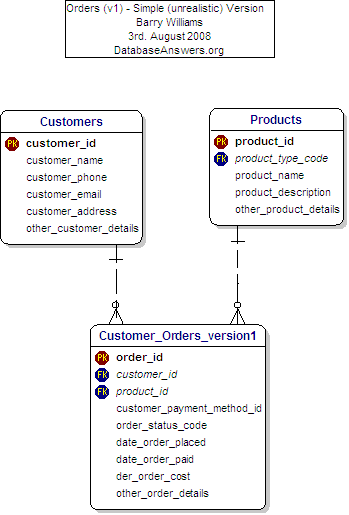 Orders (v1) - Simple (unrealistic) Version
Barry Williams
3rd. August 2008
DatabaseAnswers.org
Customers
PK customer_id
customer_name
customer_phone
customer_email
customer_address
other_customer_details
Products
PK product_id
FK product_type_code
product_name
product_description
other_product_details
Customer_Orders_version1
PK order_id
FK customer_id
FK product_id
customer_payment_method_id
order_status_code
date_order_placed
date_order_paid
der_order_cost
other_order_details